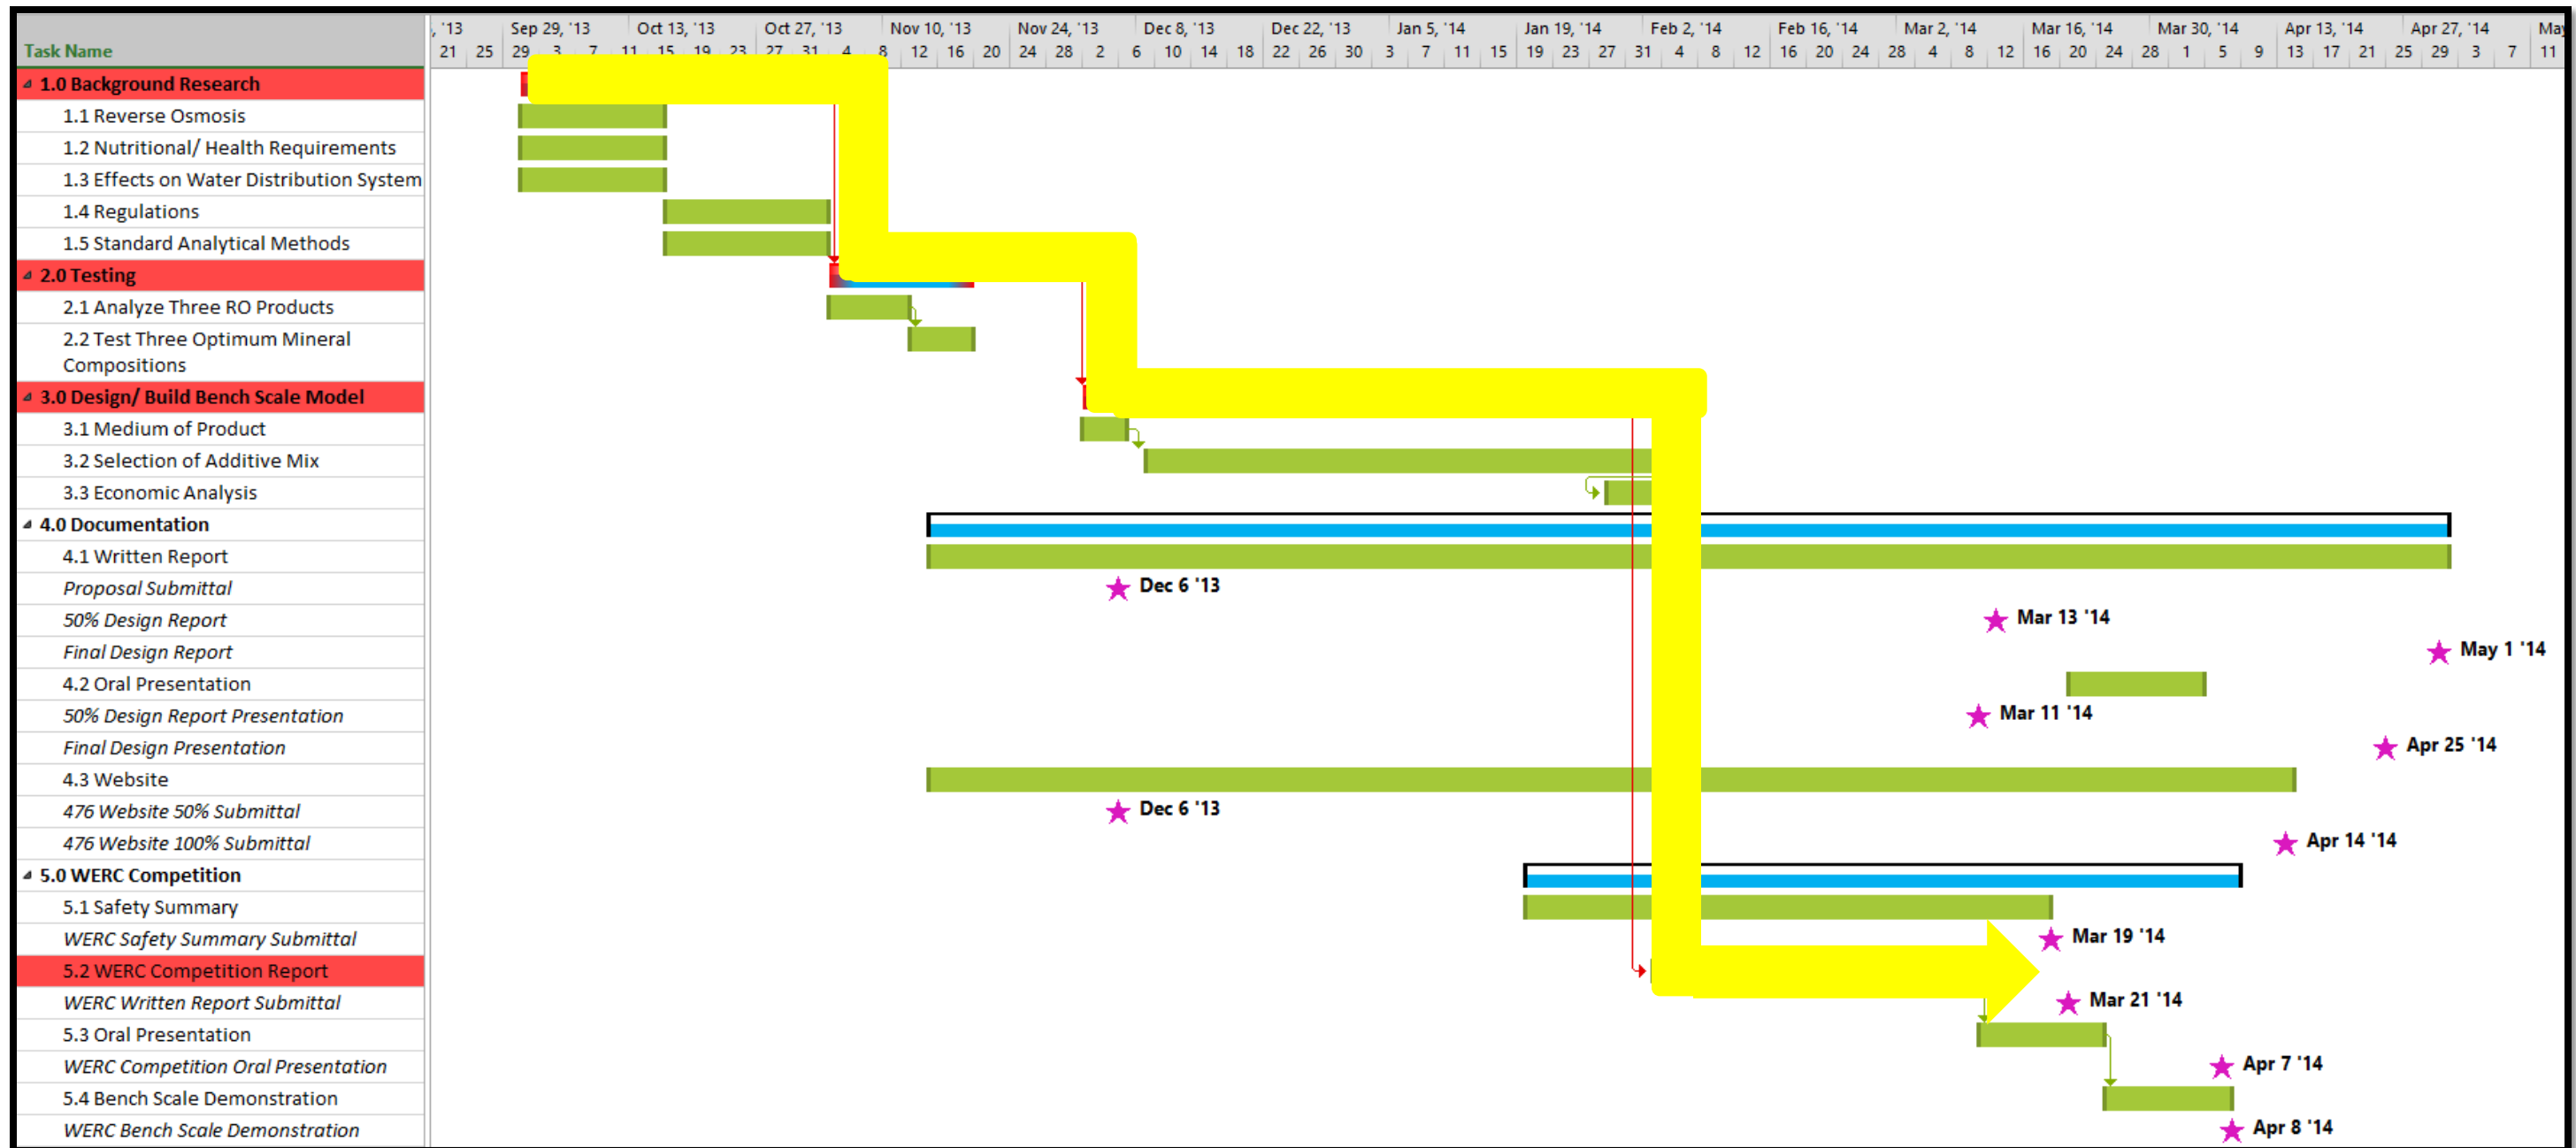 , '13 Sep 29, '13 Oct 13, '13 Oct 27, '13 Nov 10, '13 Nov 24, '13 Dec 8, '13 Dec 22, '13 Jan 5, '14 Jan 19, '14 Feb 2, '14 Feb 16, '14 Mar 2, '14 Mar 16, '14 Mar 30, '14 Apr 13, '14 Apr 27, '14 May
Task Name 21 25 29 3 7 11 15 19 23 27 31 4 8 12 16 20 24 28 2 6 10 14 18 22 26 30 3 7 11 15 19 23 27 31 4 8 12 16 20 24 28 4 8 12 16 20 24 28 1 5 9 13 17 21 25 29 3 7 11
1.0 Background Research
1.1 Reverse Osmosis
1.2 Nutritional/ Health Requirements
1.3 Effects on Water Distribution System
1.4 Regulations
1.5 Standard Analytical Methods
2.0 Testing
2.1 Analyze Three RO Products
2.2 Test Three Optimum Mineral
Compositions
3.0 Design/ Build Bench Scale Model
3.1 Medium of Product
3.2 Selection of Additive Mix
3.3 Economic Analysis
4.0 Documentation
4.1 Written Report
Proposal Submittal Dec 6 '13
50% Design Report Mar 13 '14
Final Design Report May 1 '14
4.2 Oral Presentation
50% Design Report Presentation Mar 11 '14
Final Design Presentation Apr 25 '14
4.3 Website
476 Website 50% Submittal Dec 6 '13
476 Website 100% Submittal Apr 14 '14
5.0 WERC Competition
5.1 Safety Summary
WERC Safety Summary Submittal Mar 19 '14
5.2 WERC Competition Report
WERC Written Report Submittal Mar 21 '14
5.3 Oral Presentation
WERC Competition Oral Presentation Apr 7 '14
5.4 Bench Scale Demonstration
WERC Bench Scale Demonstration Apr 8 '14